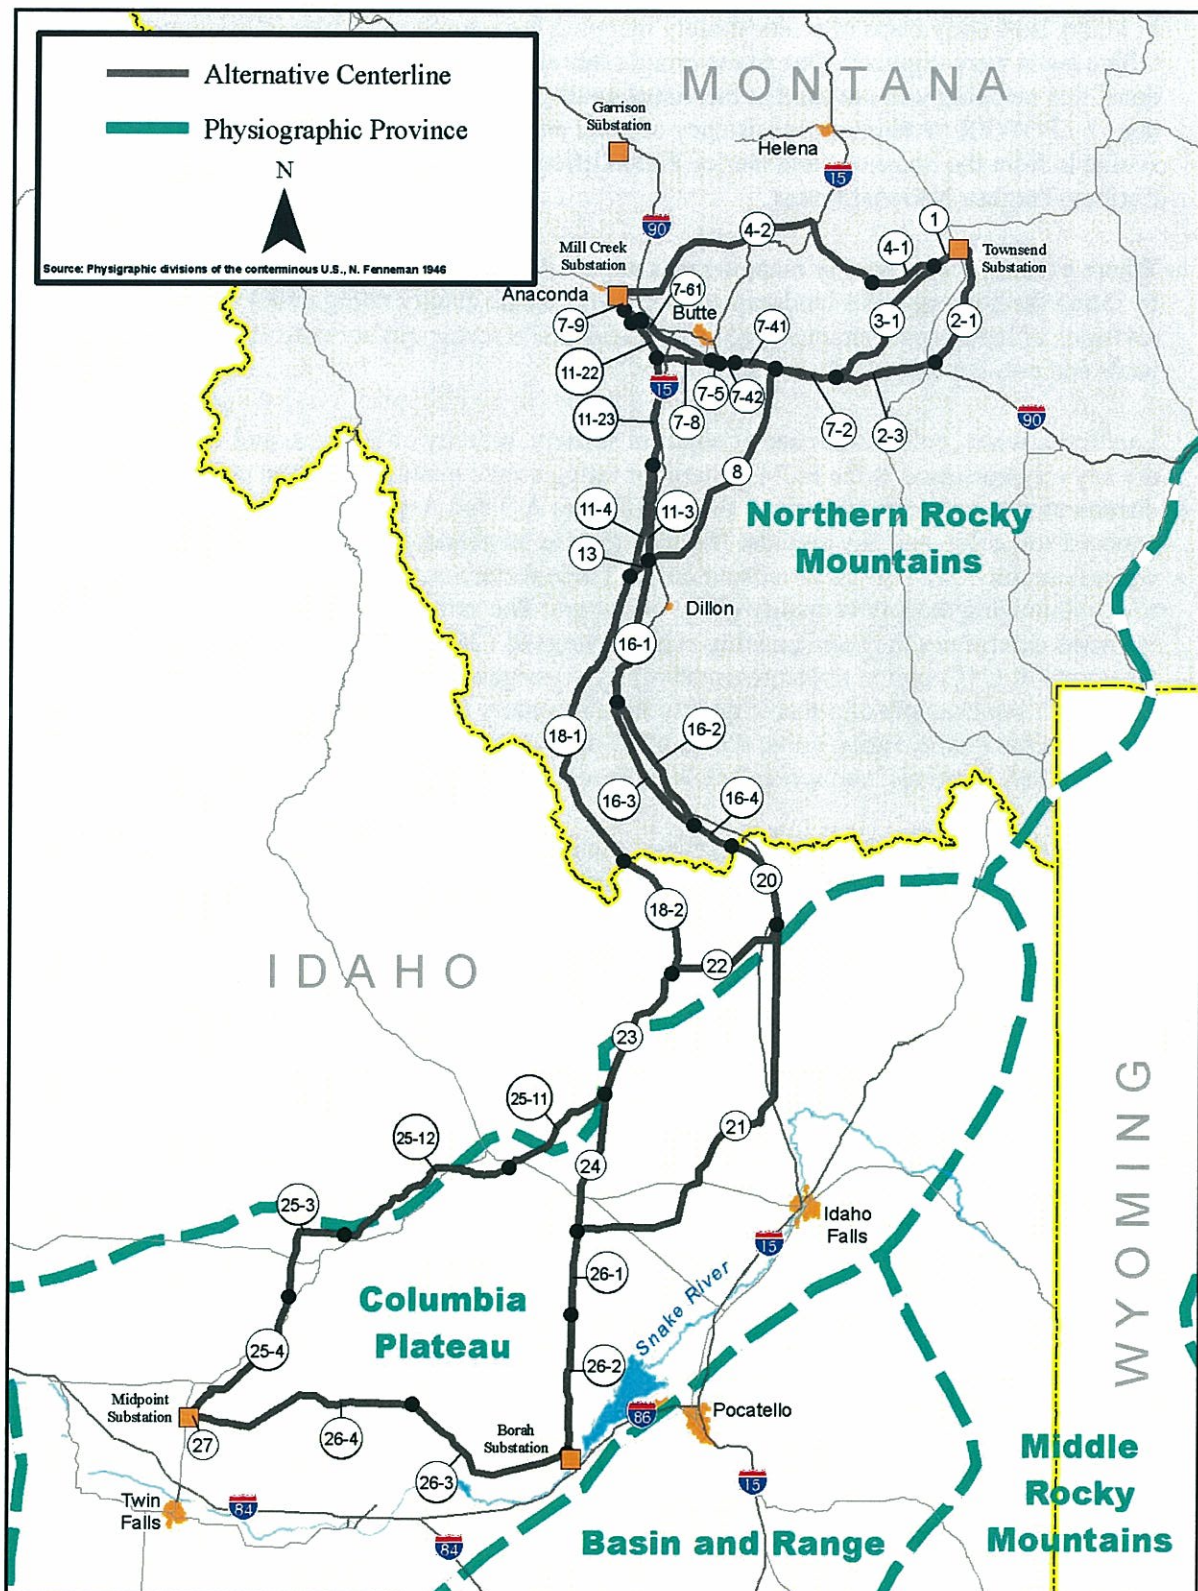 Alternative Centerline
Physiographic Province
N
Source: Physigraphic divisions of the conterminous U.S., N. Fenneman 1946
MONTANA
Garrison
Substation
Helena
15
90
4-2
4-1
1
Townsend
Substation
Mill Creek
Substation
Anaconda
7-61
Butte
7-9
7-41
3-1
2-1
11-22
15
7-5
7-42
11-23
7-8
7-2
2-3
90
8
11-4
11-3
Northern Rocky
Mountains
13
Dillon
16-1
18-1
16-2
16-3
16-4
20
18-2
22
IDAHO
23
25-11
25-12
21
24
WYOMING
25-3
Idaho
Falls
15
26-1
Snake River
Columbia
Plateau
25-4
26-2
Midpoint
Substation
86
Pocatello
27
26-4
Borah
Substation
26-3
Middle
Rocky
Mountains
15
Twin
Falls
84
84
Basin and Range